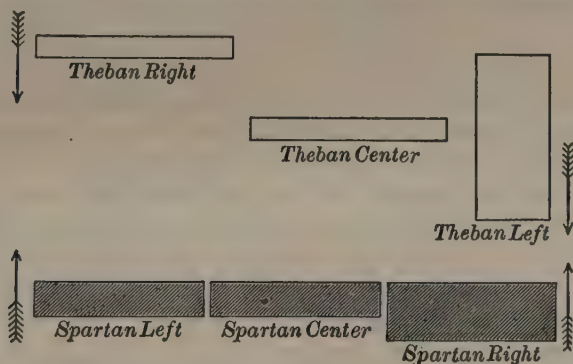 Theban Right
Theban Center
Theban Left
Spartan Left
Spartan Center
Spartan Right